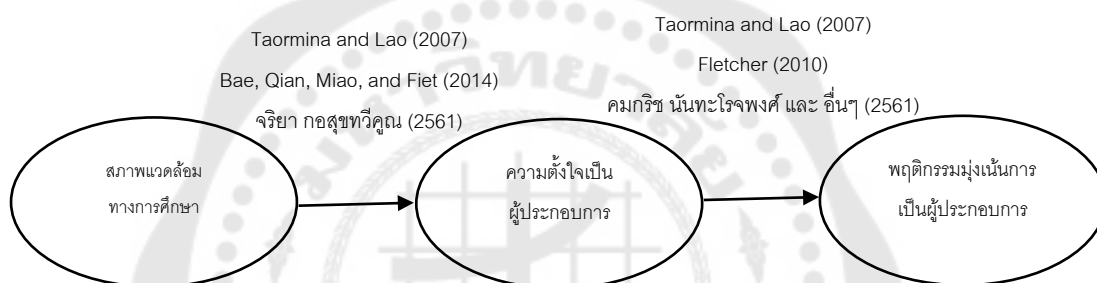 Taormina and Lao (2007)
Bae, Qian, Miao, and Fiet (2014)
จริยา กอสุขทวีคูณ (2561)
Taormina and Lao (2007)
Fletcher (2010)
คมกริช นันทะโรจพงศ์ และ อื่นๆ (2561)
สภาพแวดล้อม
ทางการศึกษา
ความตั้งใจเป็น
ผู้ประกอบการ
พฤติกรรมมุ่งเน้นการ
เป็นผู้ประกอบการ